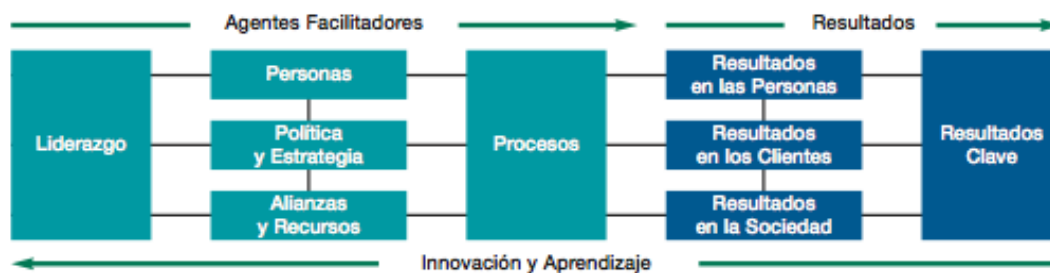 Agentes Facilitadores
Resultados
Liderazgo
Personas
Política
y Estrategia
Alianzas
y Recursos
Procesos
Resultados
en las Personas
Resultados
en los Clientes
Resultados
en la Sociedad
Resultados
Clave
Innovación y Aprendizaje